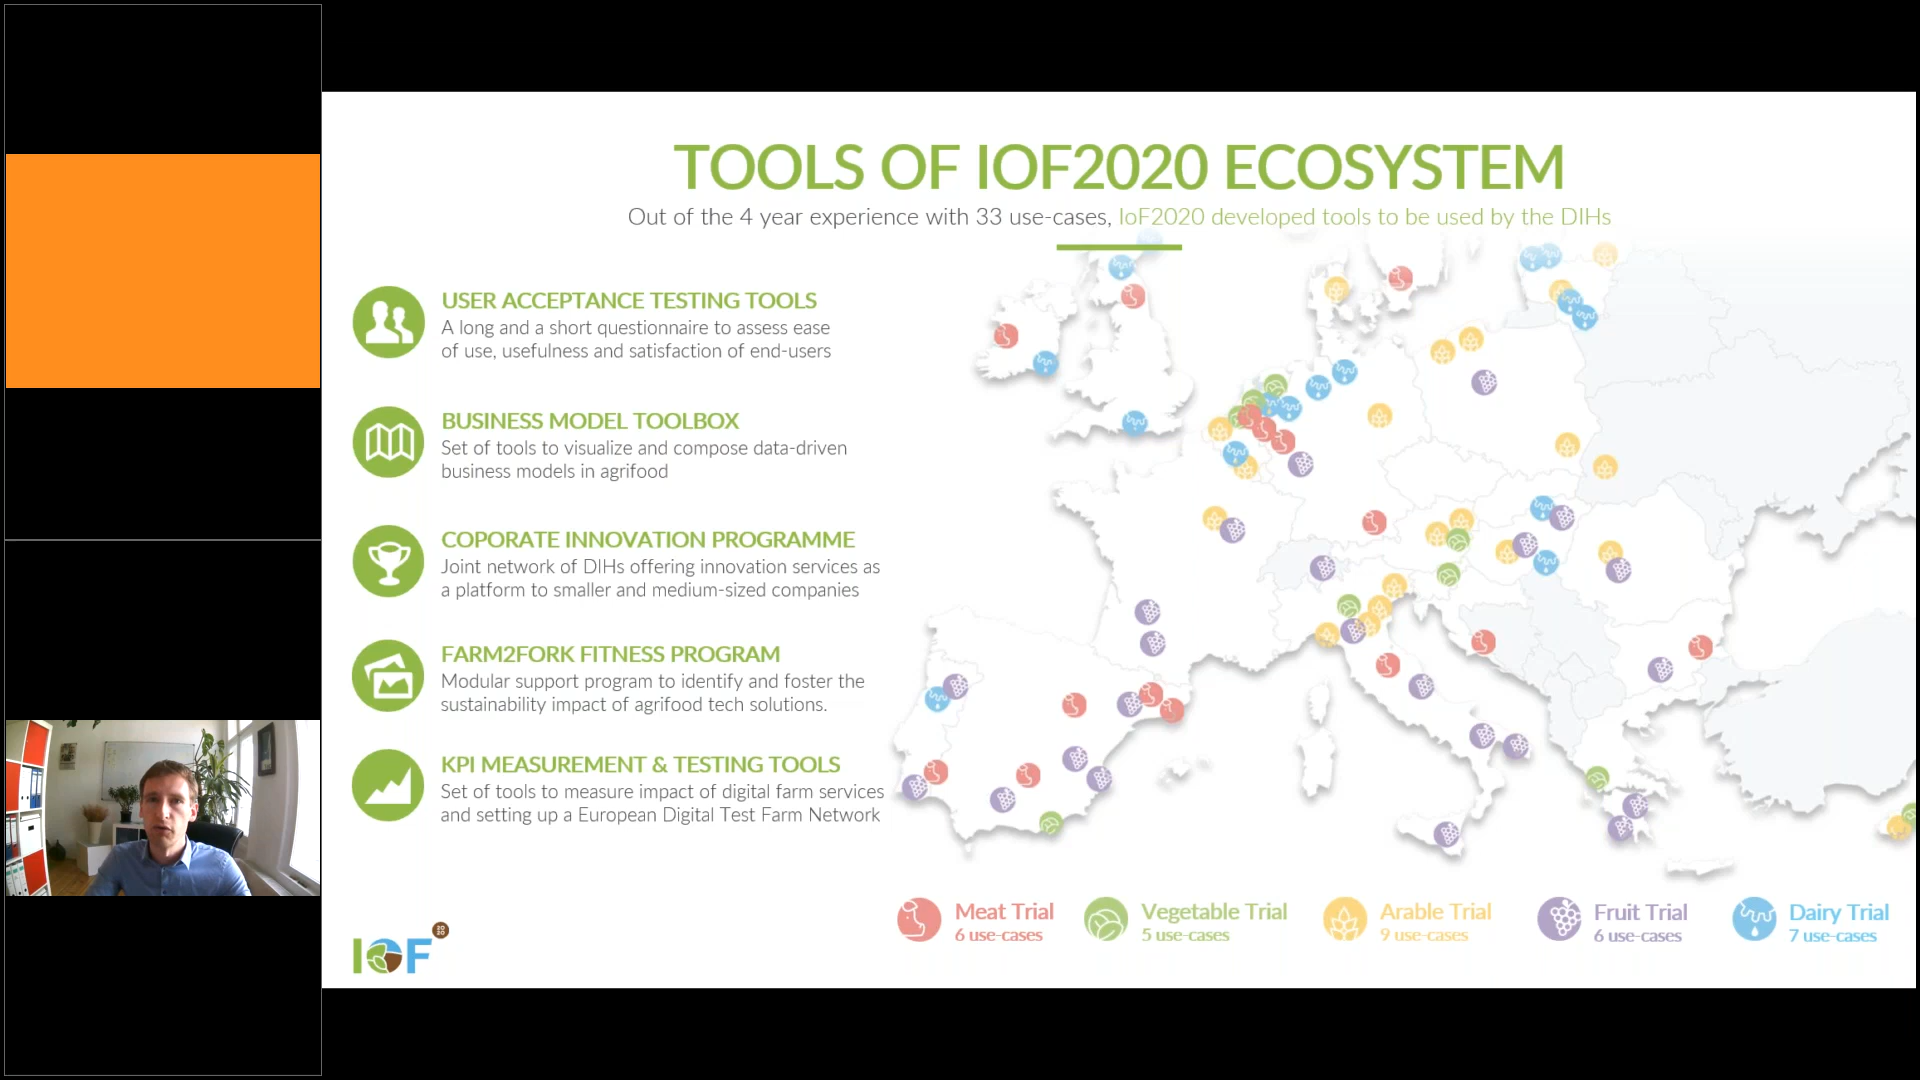 TOOLS OF IOF2020 ECOSYSTEM
Out of the 4 year experience with 33 use-cases, IoF2020 developed tools to be used by the DIHs
USER ACCEPTANCE TESTING TOOLS
A long and a short questionnaire to assess ease
of use, usefulness and satisfaction of end-users
BUSINESS MODEL TOOLBOX
Set of tools to visualize and compose data-driven
business models in agrifood
COPORATE INNOVATION PROGRAMME
Joint network of DIHs offering innovation services as
a platform to smaller and medium-sized companies
FARM2FORK FITNESS PROGRAM
Modular support program to identify and foster the
sustainability impact of agrifood tech solutions.
KPI MEASUREMENT & TESTING TOOLS
Set of tools to measure impact of digital farm services
and setting up a European Digital Test Farm Network
Meat Trial
6 use-cases
Vegetable Trial
5 use-cases
Arable Trial
9 use-cases
Fruit Trial
6 use-cases
Dairy Trial
7 use-cases
IOF
20
20